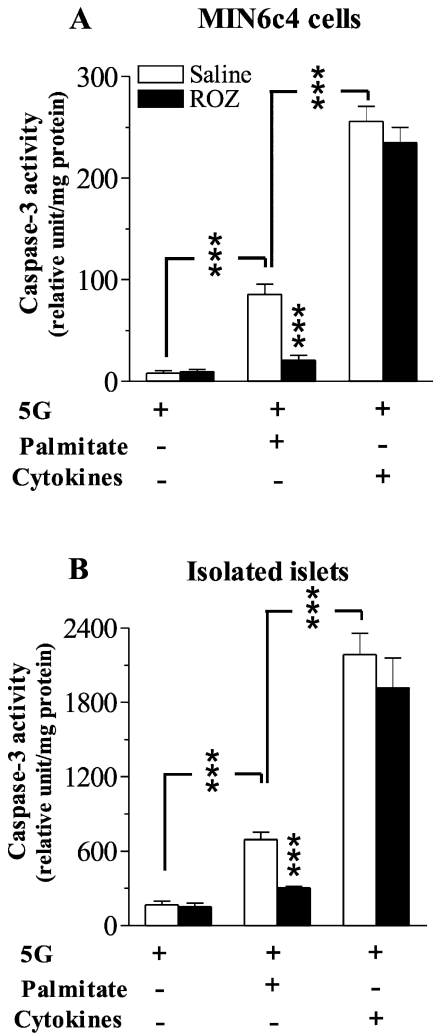 A MIN6c4 cells
Saline
ROZ
Caspase-3 activity
(relative unit/mg protein)
300
200
100
0
***
***
***
5G + + +
Palmitate - + -
Cytokines - - +
B Isolated islets
Caspase-3 activity
(relative unit/mg protein)
2400
1800
1200
600
0
***
***
***
5G + + +
Palmitate - + -
Cytokines - - +